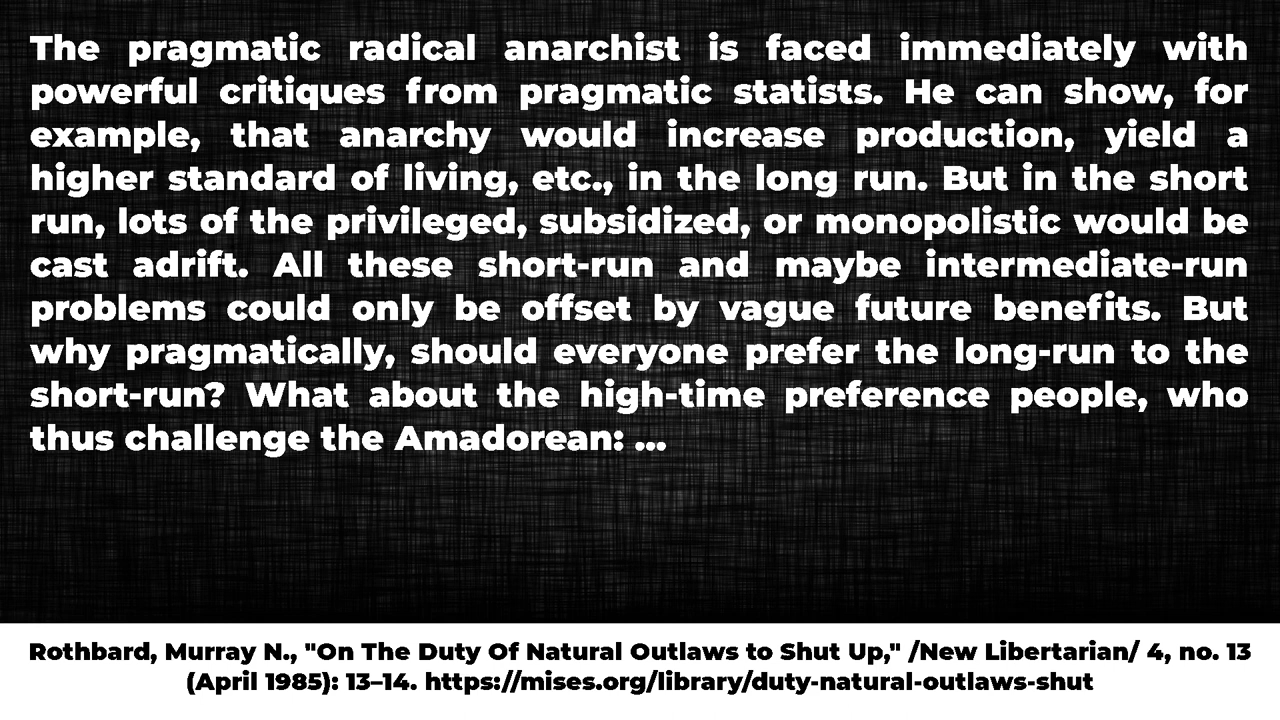 The pragmatic radical anarchist is faced immediately with
powerful critiques from pragmatic statists. He can show, for
example, that anarchy would increase production, yield a
higher standard of living, etc., in the long run. But in the short
run, lots of the privileged, subsidized, or monopolistic would be
cast adrift. All these short-run and maybe intermediate-run
problems could only be offset by vague future benefits. But
why pragmatically, should everyone prefer the long-run to the
short-run? What about the high-time preference people, who
thus challenge the Amadorean: ...
Rothbard, Murray N., "On The Duty Of Natural Outlaws to Shut Up," /New Libertarian/ 4, no. 13
(April 1985): 13–14. https://mises.org/library/duty-natural-outlaws-shut